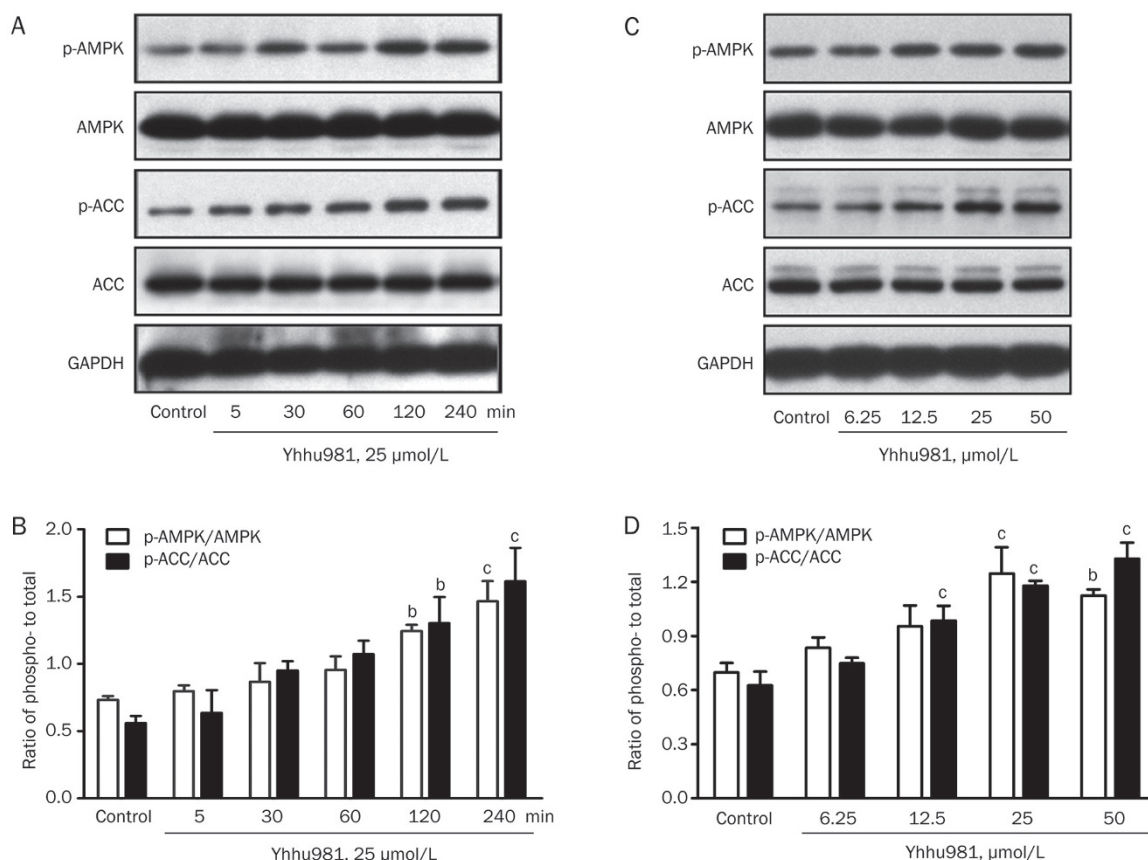 A
p-AMPK
AMPK
p-ACC
ACC
GAPDH
Control 5 30 60 120 240 min
Yhhu981, 25 µmol/L
C
p-AMPK
AMPK
p-ACC
ACC
GAPDH
Control 6.25 12.5 25 50
Yhhu981, µmol/L
B
p-AMPK/AMPK
p-ACC/ACC
Ratio of phospho- to total
2.0
1.5
1.0
0.5
0.0
b b
c c
Control 5 30 60 120 240 min
Yhhu981, 25 µmol/L
D
p-AMPK/AMPK
p-ACC/ACC
Ratio of phospho- to total
1.5
1.2
0.9
0.6
0.3
0.0
c
c c
b c
Control 6.25 12.5 25 50
Yhhu981, µmol/L